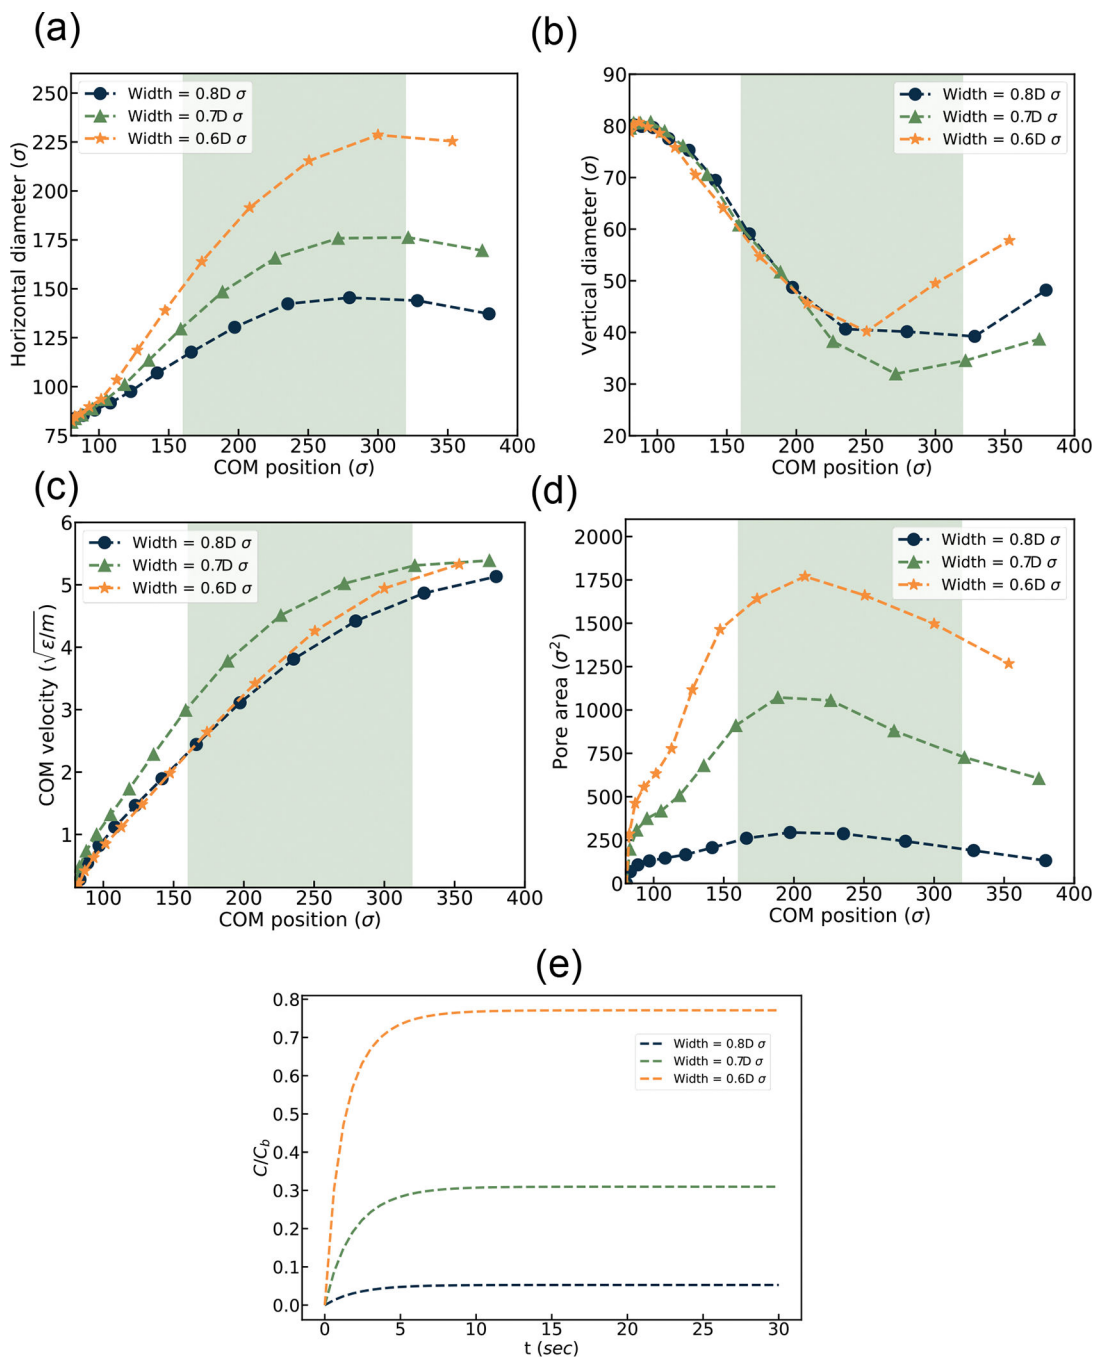 (a)
250
225
200
175
150
125
100
75
Horizontal diameter (σ)
Width = 0.8D σ
Width = 0.7D σ
Width = 0.6D σ
100 150 200 250 300 350 400
COM position (σ)
(b)
90
80
70
60
50
40
30
20
Vertical diameter (σ)
Width = 0.8D σ
Width = 0.7D σ
Width = 0.6D σ
100 150 200 250 300 350 400
COM position (σ)
(c)
6
5
4
3
2
1
COM velocity (√ε/m)
Width = 0.8D σ
Width = 0.7D σ
Width = 0.6D σ
100 150 200 250 300 350 400
COM position (σ)
(d)
2000
1750
1500
1250
1000
750
500
250
0
Pore area (σ²)
Width = 0.8D σ
Width = 0.7D σ
Width = 0.6D σ
100 150 200 250 300 350 400
COM position (σ)
(e)
0.8
0.7
0.6
0.5
0.4
0.3
0.2
0.1
0.0
C/C_b
Width = 0.8D σ
Width = 0.7D σ
Width = 0.6D σ
0 5 10 15 20 25 30
t (sec)